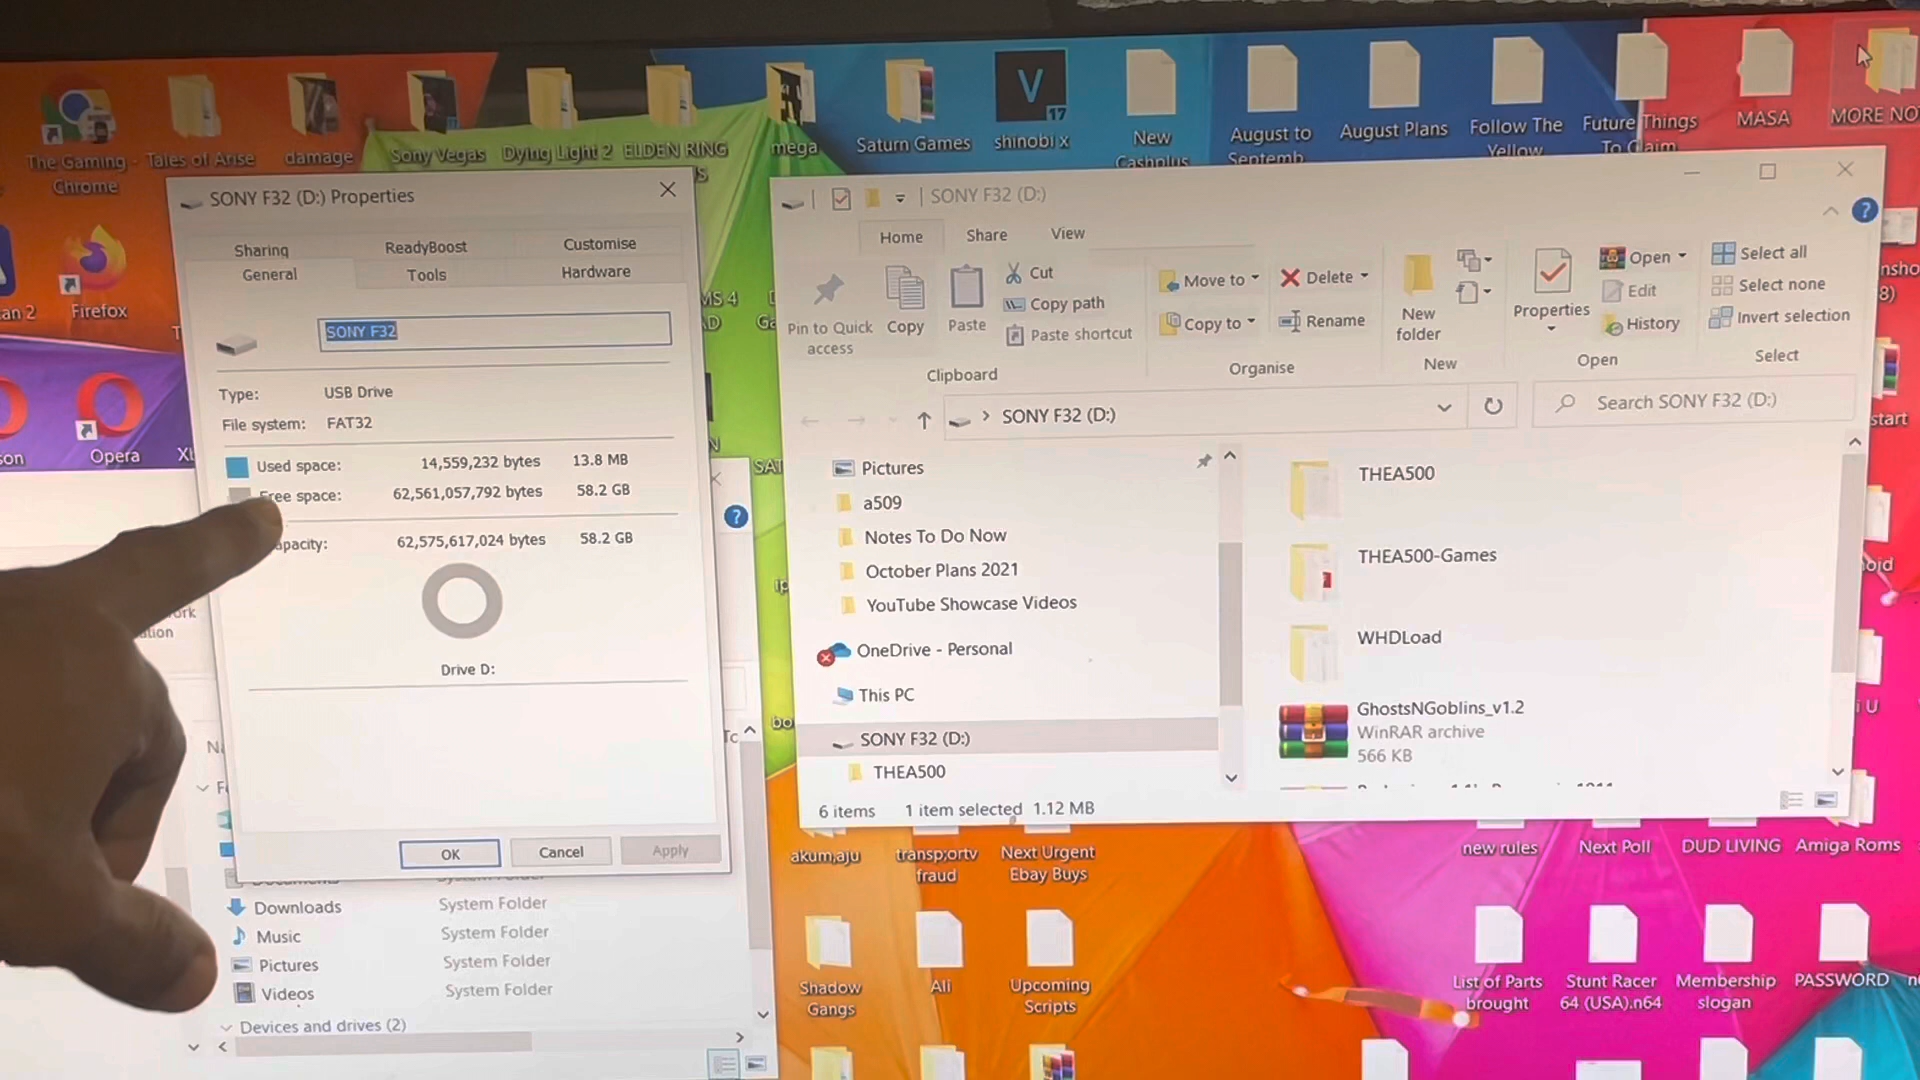 The Gaming -
Chrome
Tales of Arise
damage
Sony Vegas
Dying Light 2
ELDEN RING
mega
Saturn Games
V
17
shinobi x
New
Cashplus
August to
Septemb
August Plans
Follow The
Yellow
Future Things
To Claim
MASA
MORE NO
an 2
Firefox
son
Opera
SONY F32 (D:) Properties
Sharing
ReadyBoost
Customise
General
Tools
Hardware
SONY F32
Type: USB Drive
File system: FAT32
Used space: 14,559,232 bytes 13.8 MB
Free space: 62,561,057,792 bytes 58.2 GB
apacity: 62,575,617,024 bytes 58.2 GB
Drive D:
OK
Cancel
Apply
Downloads System Folder
Music System Folder
Pictures System Folder
Videos System Folder
Devices and drives (2)
SONY F32 (D:)
Home
Share
View
Pin to Quick
access
Copy
Paste
Cut
Copy path
Paste shortcut
Clipboard
Move to
Copy to
Delete
Rename
Organise
New
folder
New
Properties
Open
Edit
History
Open
Select all
Select none
Invert selection
Select
SONY F32 (D:)
Search SONY F32 (D:)
Pictures
a509
Notes To Do Now
October Plans 2021
YouTube Showcase Videos
OneDrive - Personal
This PC
SONY F32 (D:)
THEA500
THEA500
THEA500-Games
WHDLoad
GhostsNGoblins_v1.2
WinRAR archive
566 KB
6 items 1 item selected 1.12 MB
akum,aju
transp;ortv
fraud
Next Urgent
Ebay Buys
new rules
Next Poll
DUD LIVING
Amiga Roms
Shadow
Gangs
Ali
Upcoming
Scripts
List of Parts
brought
Stunt Racer
64 (USA).n64
Membership
slogan
PASSWORD
start